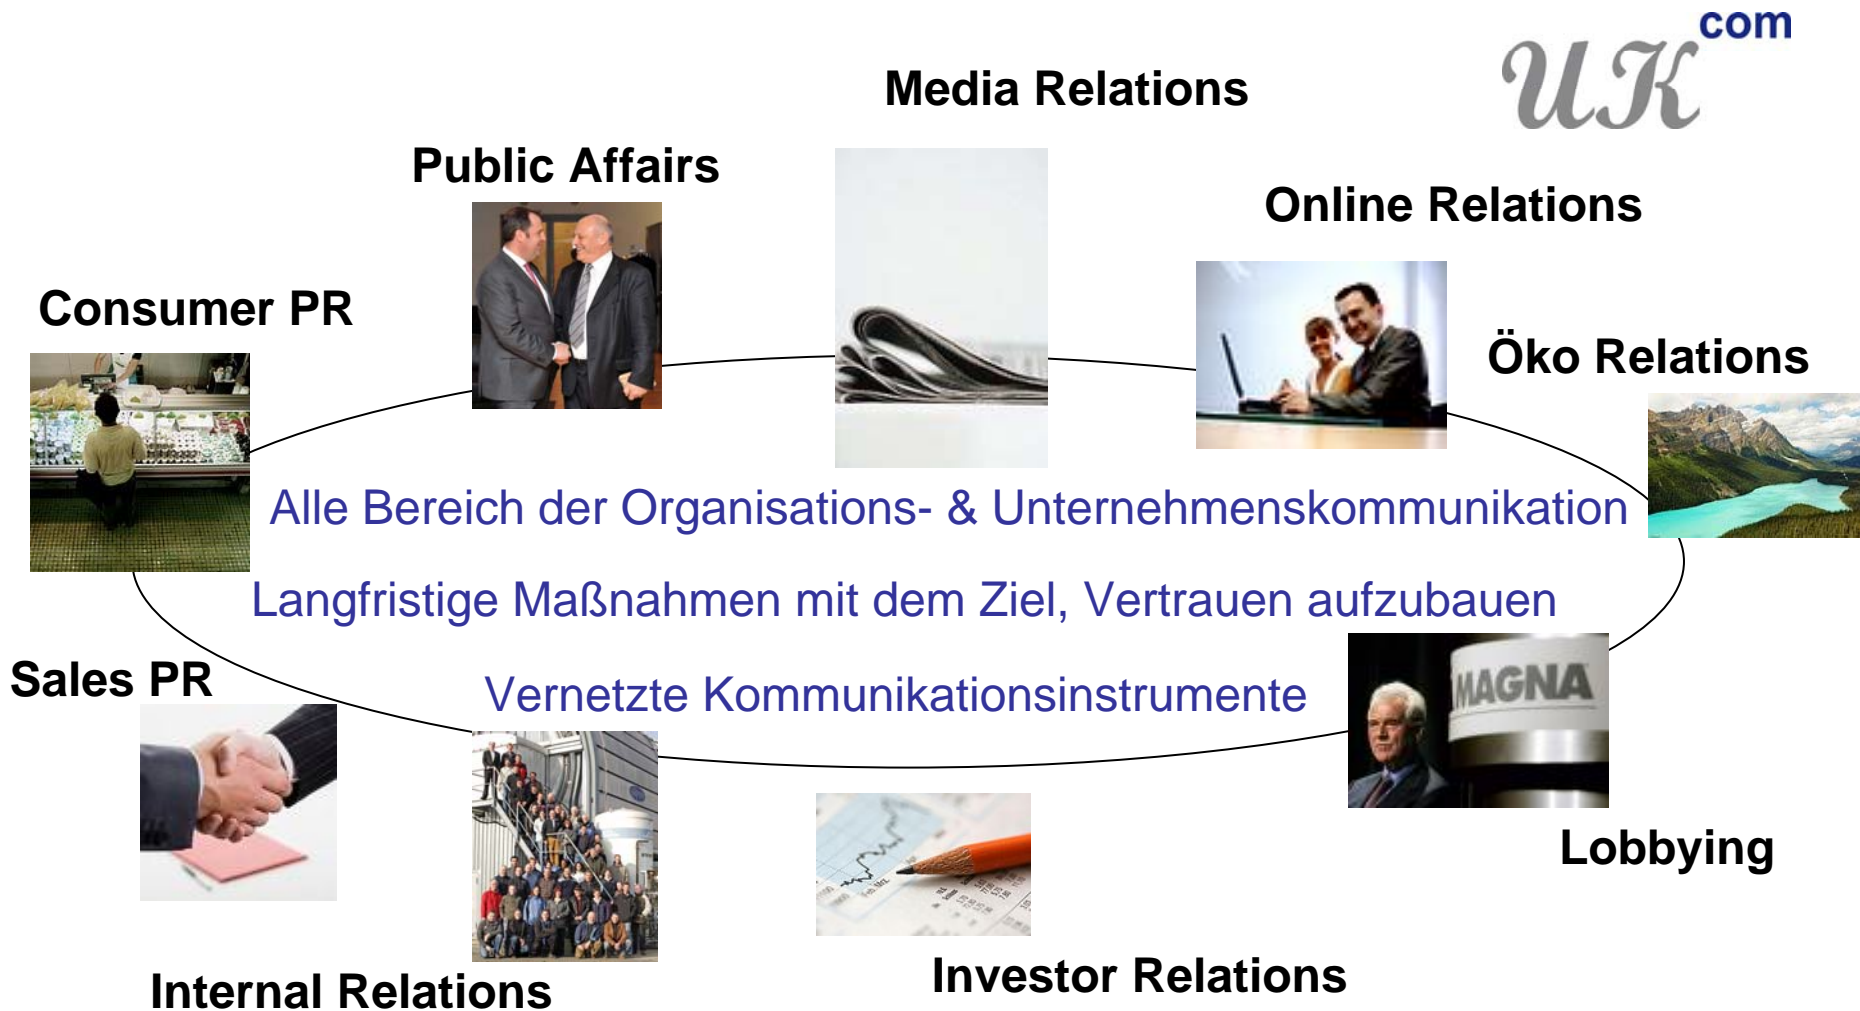 com
UK
Media Relations
Public Affairs
Online Relations
Consumer PR
Öko Relations
Alle Bereich der Organisations- & Unternehmenskommunikation
Langfristige Maßnahmen mit dem Ziel, Vertrauen aufzubauen
Sales PR
Vernetzte Kommunikationsinstrumente
MAGNA
Lobbying
Internal Relations
Investor Relations